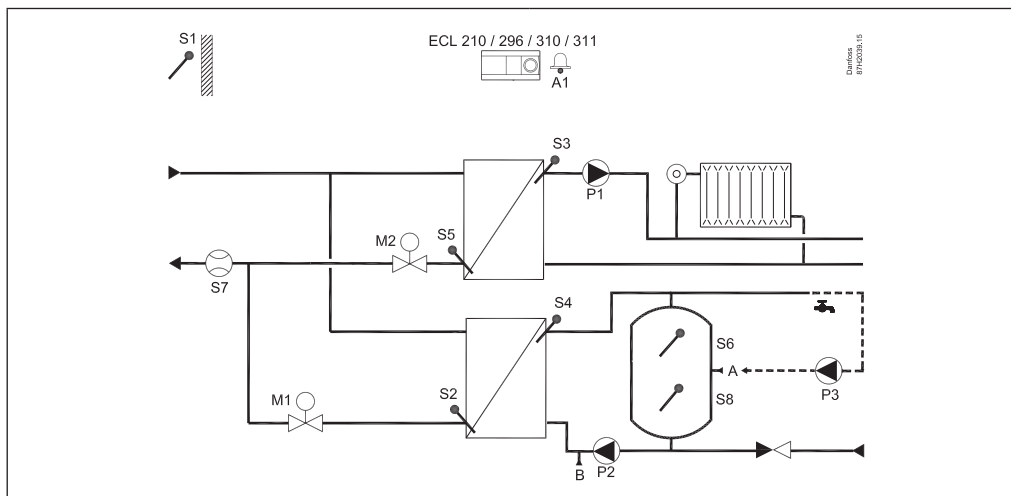 S1
ECL 210 / 296 / 310 / 311
A1
Danfoss
87H2039.15
S3
P1
M2
S5
S7
S4
S6
A
S8
P3
M1
S2
P2
B